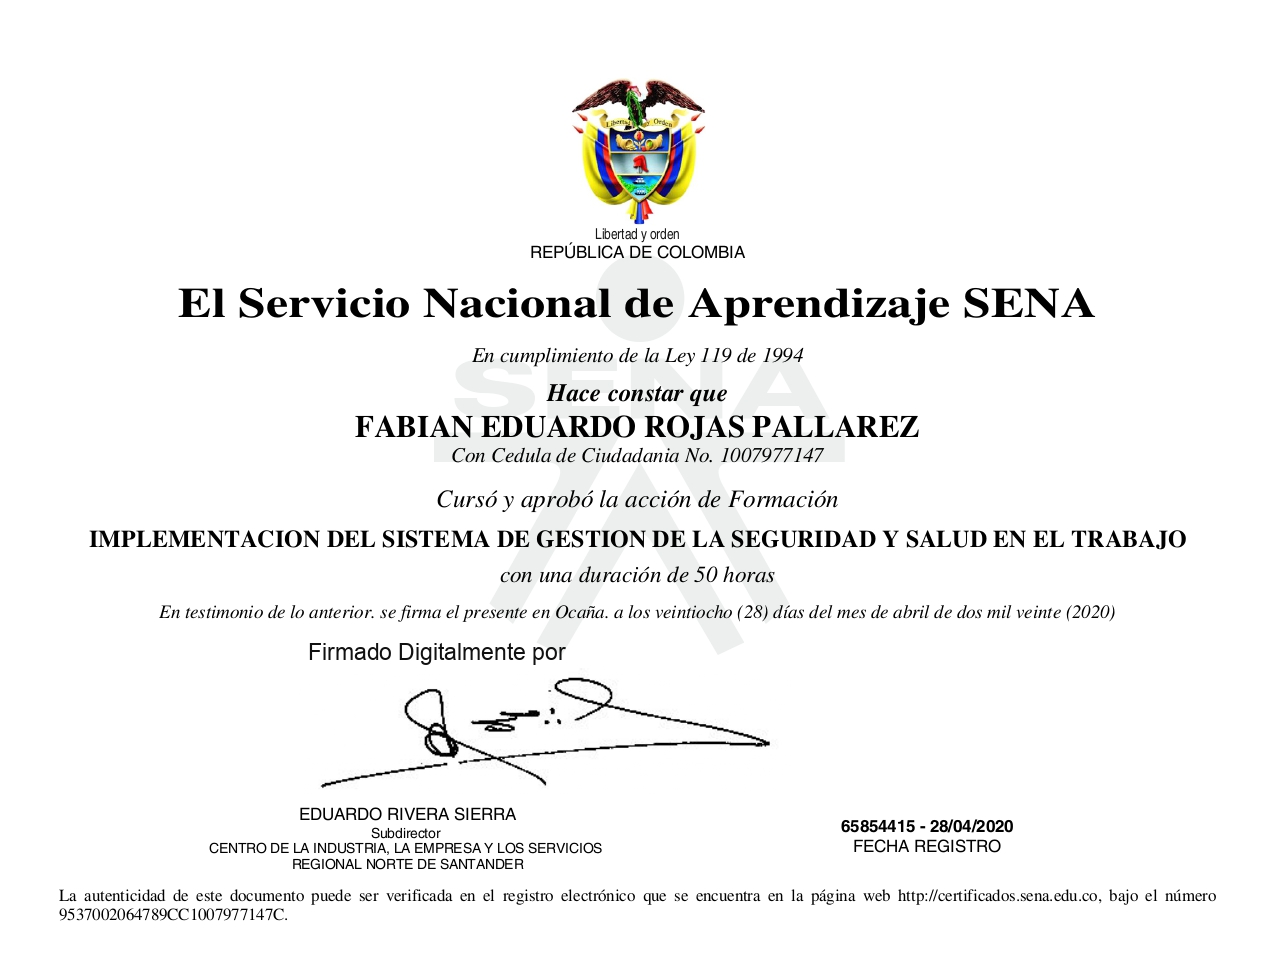 Libertad y Orden
Libertad y orden
REPÚBLICA DE COLOMBIA
El Servicio Nacional de Aprendizaje SENA
En cumplimiento de la Ley 119 de 1994
SENA
Hace constar que
FABIAN EDUARDO ROJAS PALLAREZ
Con Cedula de Ciudadania No. 1007977147
Cursó y aprobó la acción de Formación
IMPLEMENTACION DEL SISTEMA DE GESTION DE LA SEGURIDAD Y SALUD EN EL TRABAJO
con una duración de 50 horas
En testimonio de lo anterior. se firma el presente en Ocaña. a los veintiocho (28) días del mes de abril de dos mil veinte (2020)
Firmado Digitalmente por
EDUARDO RIVERA SIERRA
Subdirector
CENTRO DE LA INDUSTRIA, LA EMPRESA Y LOS SERVICIOS
REGIONAL NORTE DE SANTANDER
65854415 - 28/04/2020
FECHA REGISTRO
La autenticidad de este documento puede ser verificada en el registro electrónico que se encuentra en la página web http://certificados.sena.edu.co, bajo el número
9537002064789CC1007977147C.